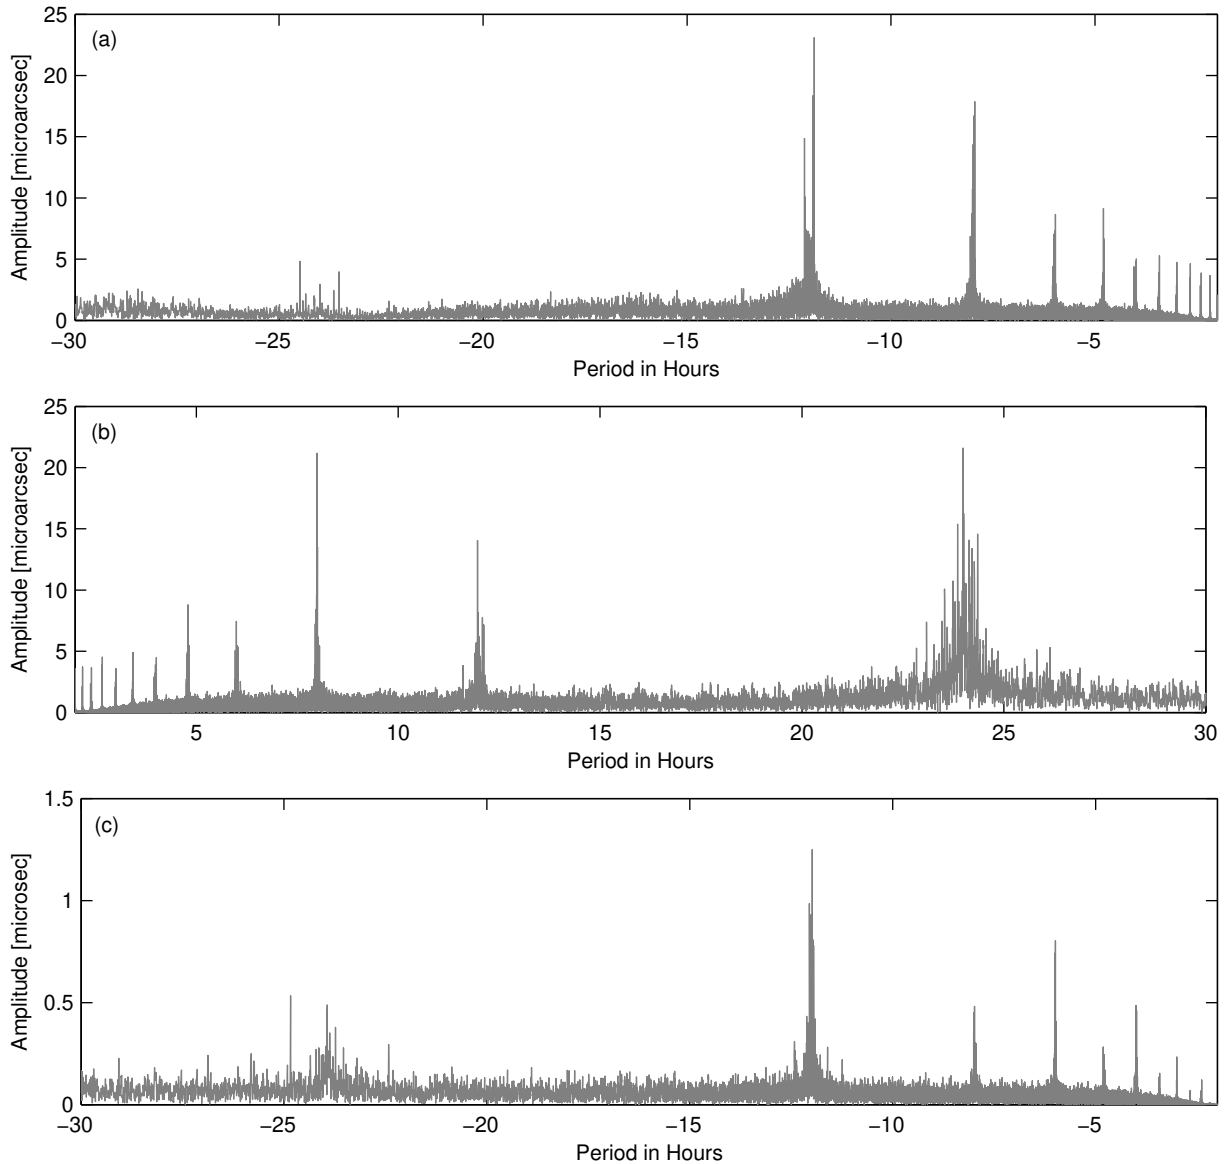 25
20
15
10
5
0
(a)
Amplitude [microarcsec]
−30 −25 −20 −15 −10 −5
Period in Hours
25
20
15
10
5
0
(b)
Amplitude [microarcsec]
5 10 15 20 25 30
Period in Hours
1.5
1
0.5
0
(c)
Amplitude [microsec]
−30 −25 −20 −15 −10 −5
Period in Hours